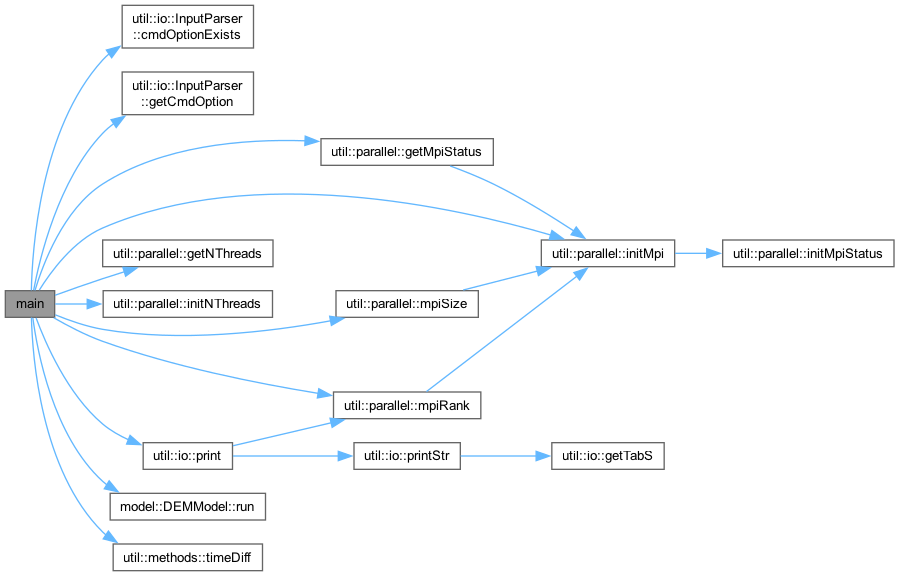 util::io::InputParser
::cmdOptionExists
util::io::InputParser
::getCmdOption
util::parallel::getMpiStatus
util::parallel::getNThreads
util::parallel::initMpi
util::parallel::initMpiStatus
main
util::parallel::initNThreads
util::parallel::mpiSize
util::parallel::mpiRank
util::io::print
util::io::printStr
util::io::getTabS
model::DEMModel::run
util::methods::timeDiff